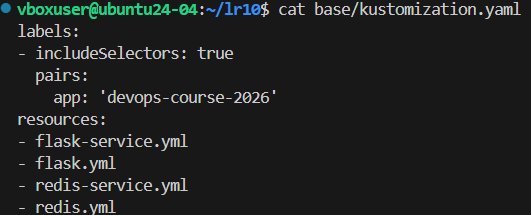 vboxuser@ubuntu24-04:~/lr10$ cat base/kustomization.yaml
labels:
- includeSelectors: true
  pairs:
    app: 'devops-course-2026'
resources:
- flask-service.yml
- flask.yml
- redis-service.yml
- redis.yml